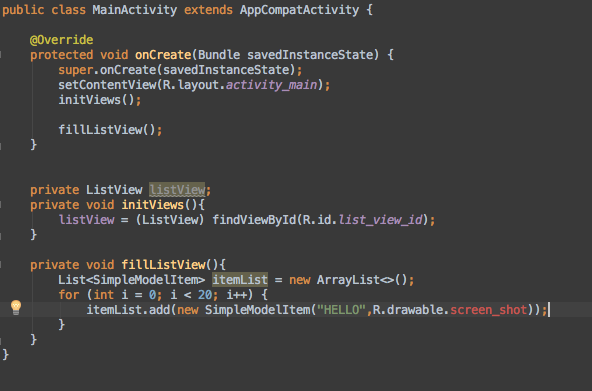 public class MainActivity extends AppCompatActivity {
@Override
protected void onCreate(Bundle savedInstanceState) {
super.onCreate(savedInstanceState);
setContentView(R.layout.activity_main);
initViews();
fillListView();
}
private ListView listView;
private void initViews(){
listView = (ListView) findViewById(R.id.list_view_id);
}
private void fillListView(){
List<SimpleModelItem> itemList = new ArrayList<>();
for (int i = 0; i < 20; i++) {
itemList.add(new SimpleModelItem("HELLO",R.drawable.screen_shot));
}
}
}